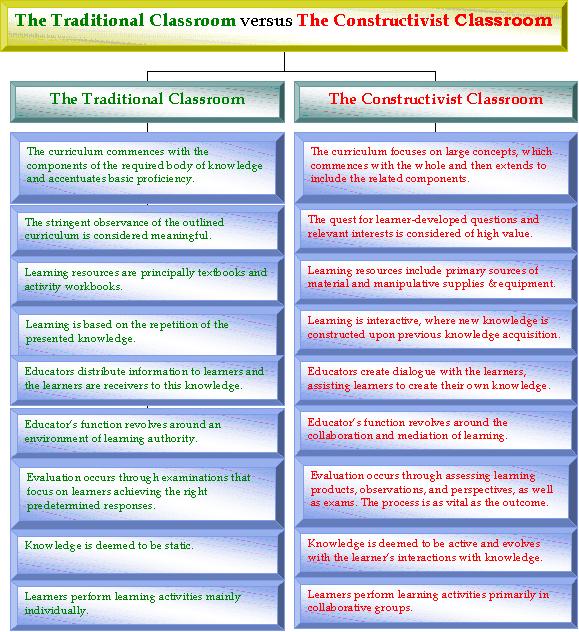 The Traditional Classroom versus The Constructivist Classroom
The Traditional Classroom
The curriculum commences with the
components of the required body of knowledge
and accentuates basic proficiency.
The stringent observance of the outlined
curriculum is considered meaningful.
Learning resources are principally textbooks and
activity workbooks.
Learning is based on the repetition of the
presented knowledge.
Educators distribute information to learners and
the learners are receivers to this knowledge.
Educator's function revolves around an
environment of learning authority.
Evaluation occurs through examinations that
focus on learners achieving the right
predetermined responses.
Knowledge is deemed to be static.
Learners perform learning activities mainly
individually.
The Constructivist Classroom
The curriculum focuses on large concepts, which
commences with the whole and then extends to
include the related components.
The quest for learner-developed questions and
relevant interests is considered of high value.
Learning resources include primary sources of
material and manipulative supplies & equipment.
Learning is interactive, where new knowledge is
constructed upon previous knowledge acquisition.
Educators create dialogue with the learners,
assisting learners to create their own knowledge.
Educator's function revolves around the
collaboration and mediation of learning.
Evaluation occurs through assessing learning
products, observations, and perspectives, as well
as exams. The process is as vital as the outcome.
Knowledge is deemed to be active and evolves
with the learner's interactions with knowledge.
Learners perform learning activities primarily in
collaborative groups.